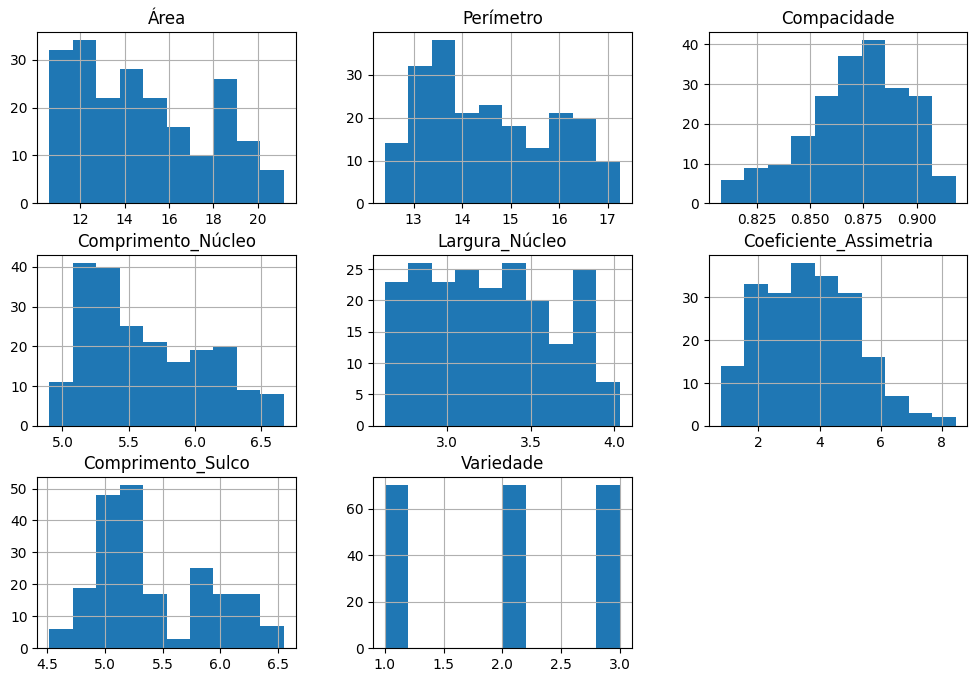 Área
30
20
10
0
12 14 16 18 20
Perímetro
30
20
10
0
13 14 15 16 17
Compacidade
40
30
20
10
0
0.825 0.850 0.875 0.900
Comprimento_Núcleo
40
30
20
10
0
5.0 5.5 6.0 6.5
Largura_Núcleo
25
20
15
10
5
0
3.0 3.5 4.0
Coeficiente_Assimetria
30
20
10
0
2 4 6 8
Comprimento_Sulco
50
40
30
20
10
0
4.5 5.0 5.5 6.0 6.5
Variedade
60
40
20
0
1.0 1.5 2.0 2.5 3.0